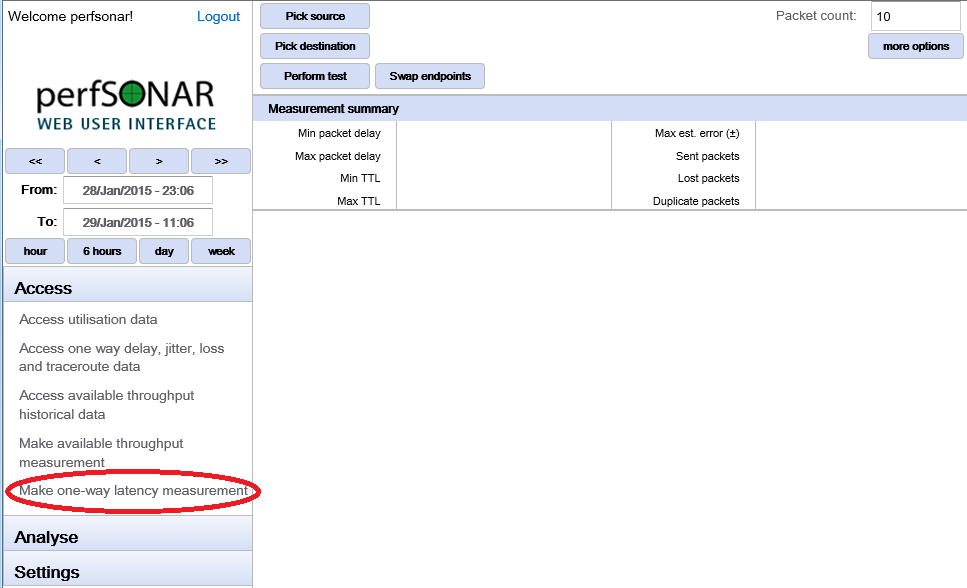 Welcome perfsonar! Logout
perfSONAR
WEB USER INTERFACE
<< < > >>
From: 28/Jan/2015 - 23:06
To: 29/Jan/2015 - 11:06
hour 6 hours day week
Access
Access utilisation data
Access one way delay, jitter, loss
and traceroute data
Access available throughput
historical data
Make available throughput
measurement
Make one-way latency measurement
Analyse
Settings
Pick source
Packet count: 10
Pick destination
more options
Perform test Swap endpoints
Measurement summary
Min packet delay Max est. error (±)
Max packet delay Sent packets
Min TTL Lost packets
Max TTL Duplicate packets